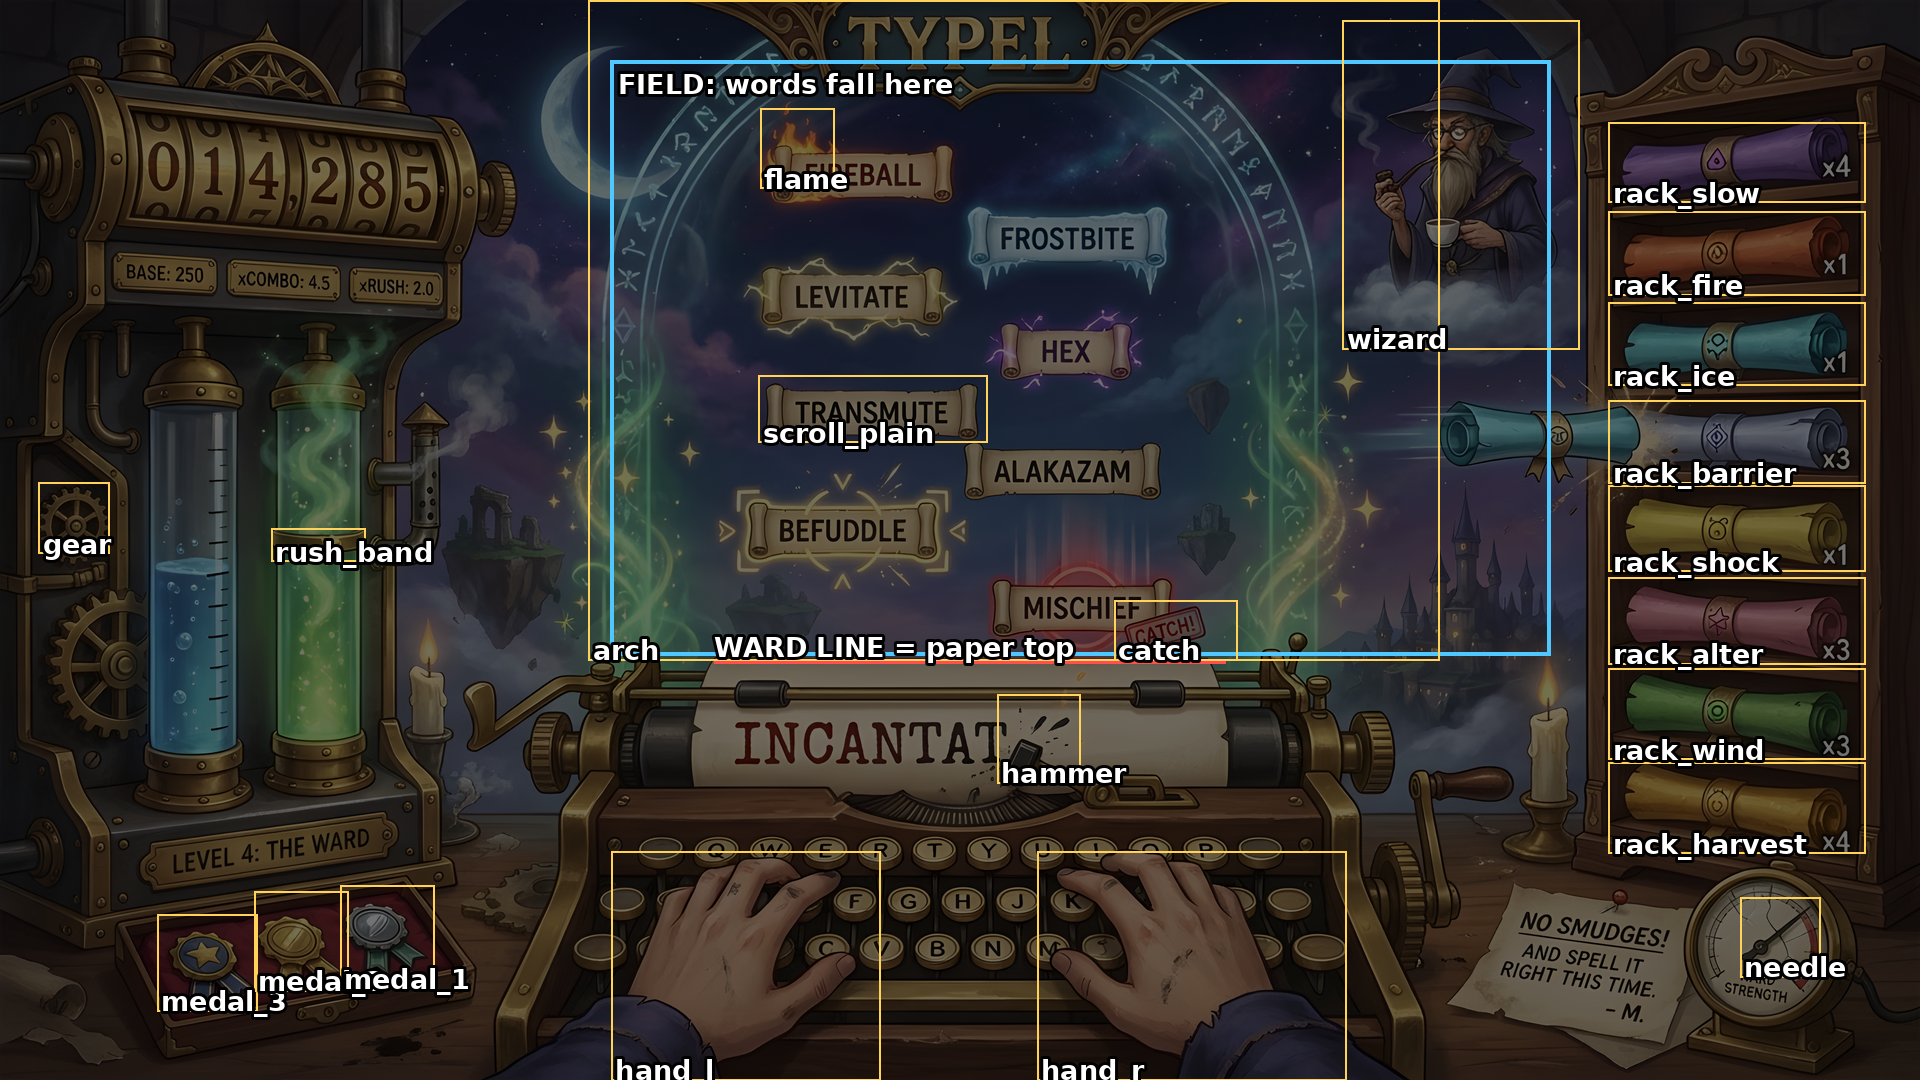 TYPEL
FIELD: words fall here
014,285
BASE: 250
xCOMBO: 4.5
xRUSH: 2.0
FIREBALL
flame
FROSTBITE
LEVITATE
HEX
wizard
TRANSMUTE
scroll_plain
ALAKAZAM
BEFUDDLE
MISCHIEF
CATCH!
catch
arch
WARD LINE = paper top
gear
rush_band
x4
rack_slow
x1
rack_fire
x1
rack_ice
x3
rack_barrier
x1
rack_shock
x3
rack_alter
x3
rack_wind
x4
rack_harvest
INCANTAT
hammer
LEVEL 4: THE WARD
Q W E R T Y U I O P
F G H J K
C V B N M
medal_3
medal_1
hand_l
hand_r
NO SMUDGES!
AND SPELL IT
RIGHT THIS TIME.
– M.
needle
STRENGTH